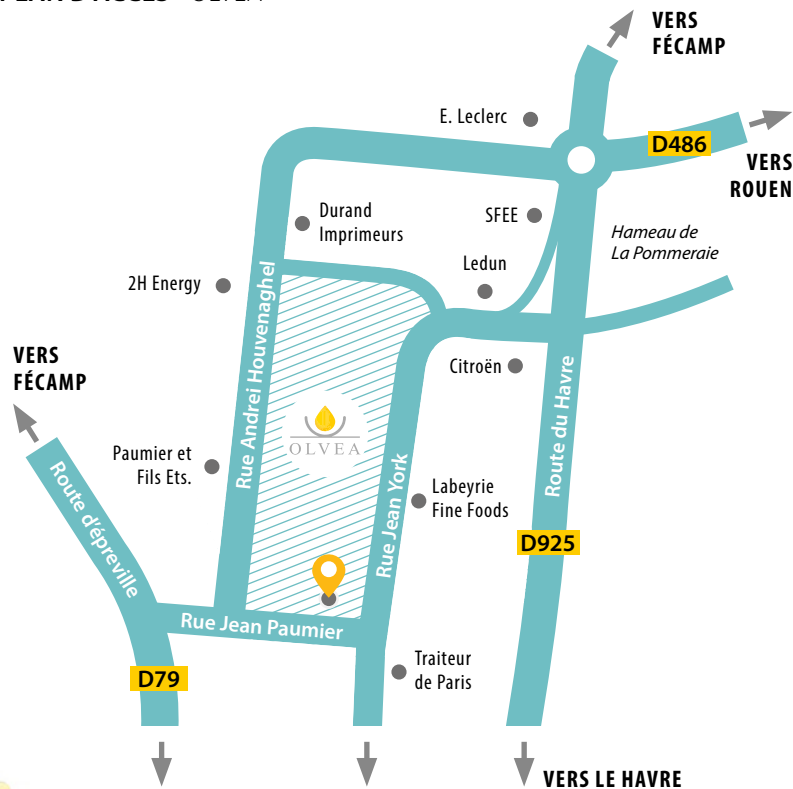 VERS
FÉCAMP
E. Leclerc
D486
VERS
ROUEN
Durand
Imprimeurs
SFEE
Hameau de
La Pommeraie
Ledun
2H Energy
Rue Andrei Houvenaghel
VERS
FÉCAMP
Citroën
Route du Havre
OLVEA
Paumier et
Fils Ets.
Rue Jean York
Labeyrie
Fine Foods
Route d'épreville
D925
Rue Jean Paumier
Traiteur
de Paris
D79
VERS LE HAVRE